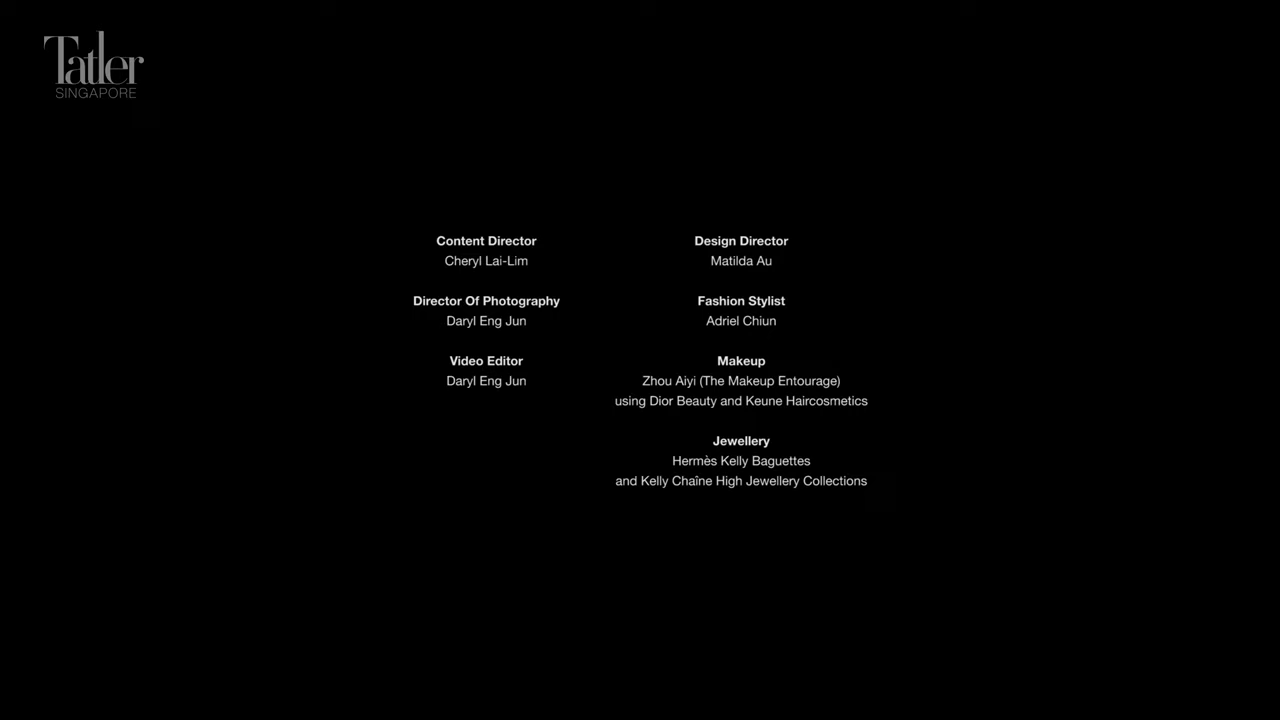 Tatler
SINGAPORE
Content Director
Cheryl Lai-Lim
Director Of Photography
Daryl Eng Jun
Video Editor
Daryl Eng Jun
Design Director
Matilda Au
Fashion Stylist
Adriel Chiun
Makeup
Zhou Aiyi (The Makeup Entourage)
using Dior Beauty and Keune Haircosmetics
Jewellery
Hermès Kelly Baguettes
and Kelly Chaîne High Jewellery Collections